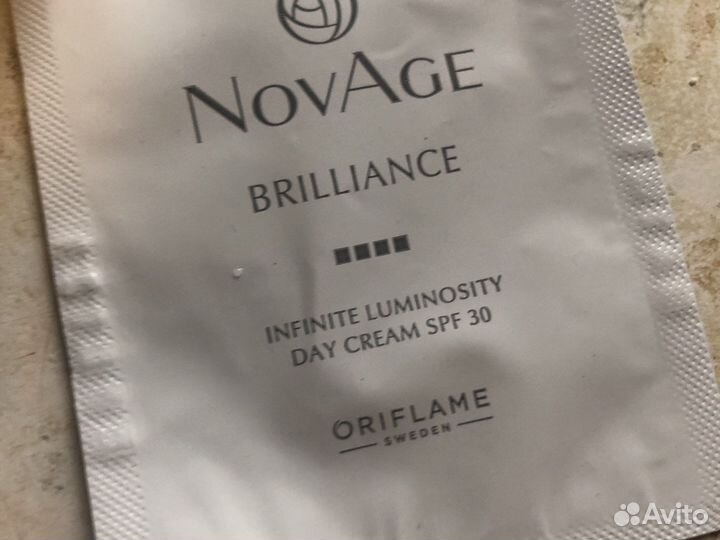 NOVAGE
BRILLIANCE
INFINITE LUMINOSITY
DAY CREAM SPF 30
ORIFLAME
SWEDEN
Avito